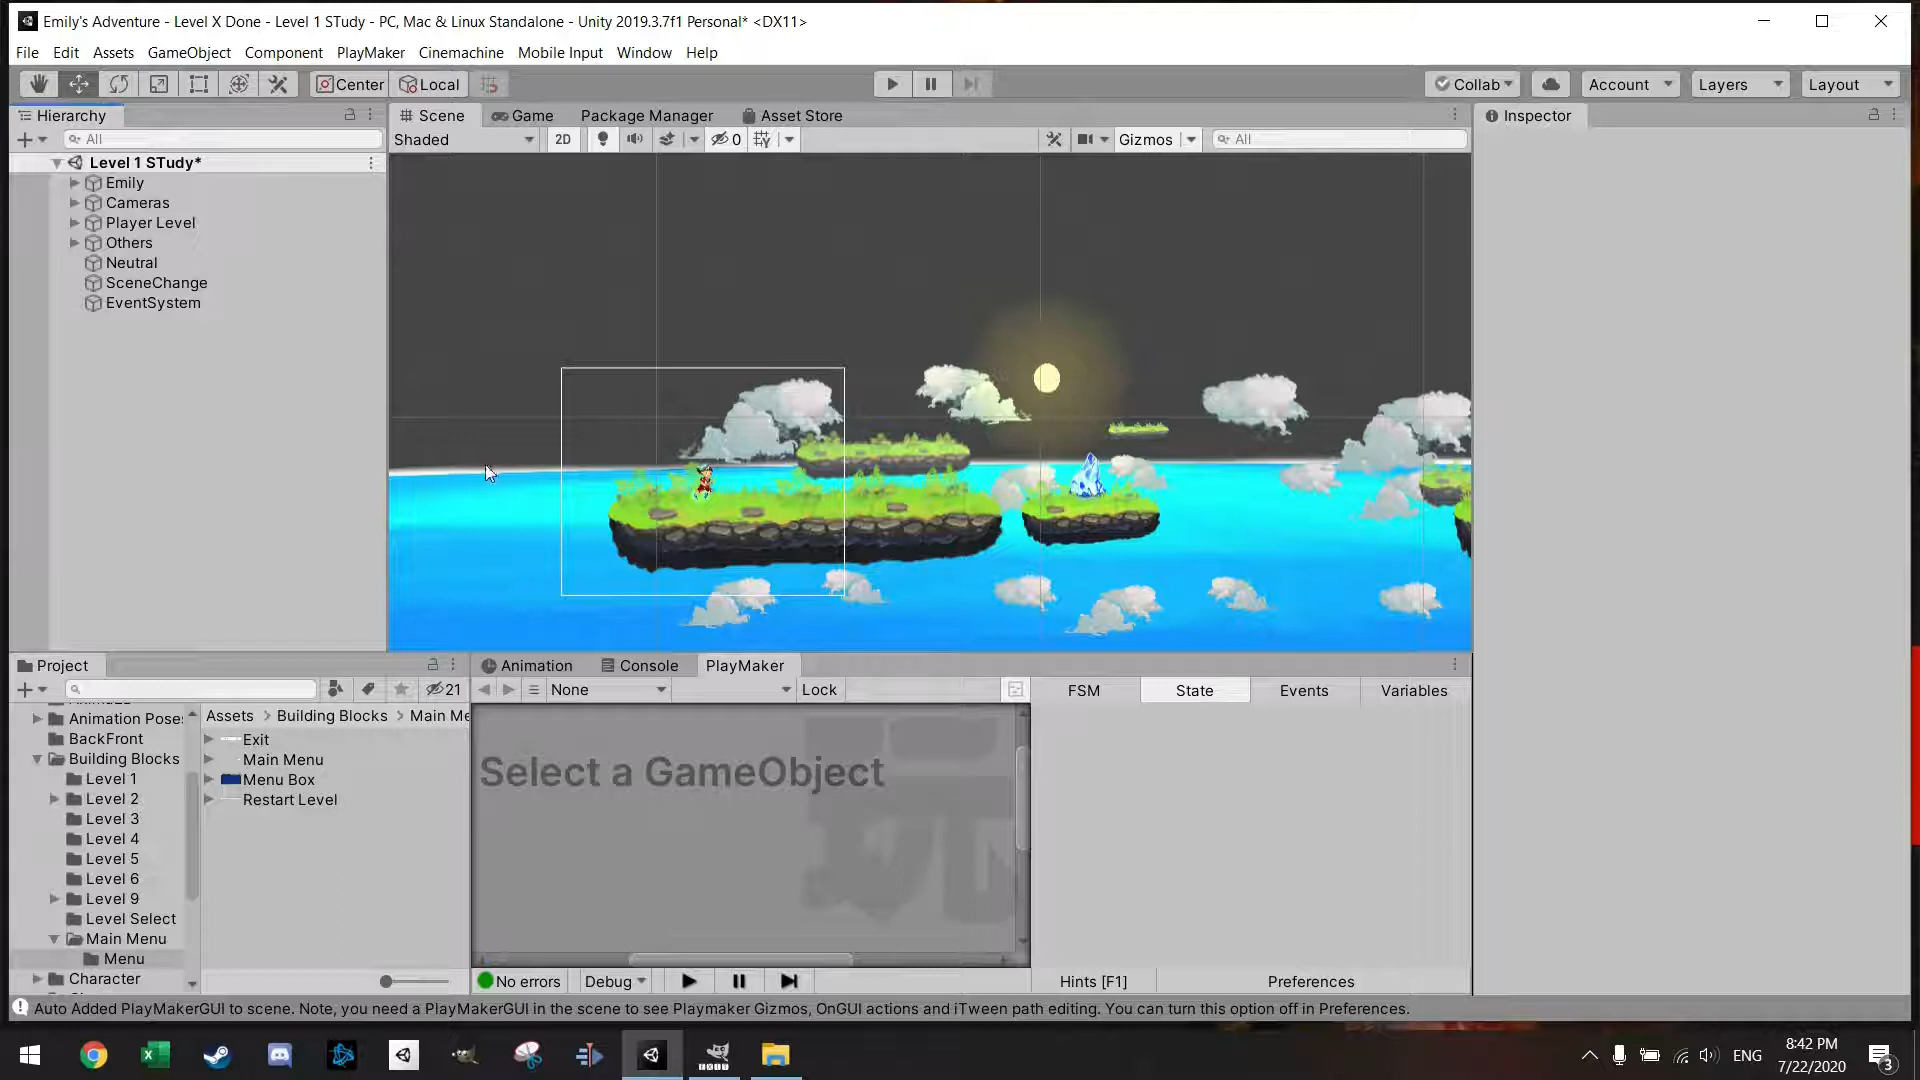 Emily's Adventure - Level X Done - Level 1 STudy - PC, Mac & Linux Standalone - Unity 2019.3.7f1 Personal* <DX11>
File Edit Assets GameObject Component PlayMaker Cinemachine Mobile Input Window Help
Center Local Collab Account Layers Layout
Hierarchy Scene Game Package Manager Asset Store Inspector
All Shaded 2D 0 Gizmos All
Level 1 STudy*
Emily
Cameras
Player Level
Others
Neutral
SceneChange
EventSystem
Project Animation Console PlayMaker
21 None Lock FSM State Events Variables
Animation Poses
BackFront
Building Blocks
Level 1
Level 2
Level 3
Level 4
Level 5
Level 6
Level 9
Level Select
Main Menu
Menu
Character
Assets > Building Blocks > Main Me
Exit
Main Menu
Menu Box
Restart Level
Select a GameObject
No errors Debug Hints [F1] Preferences
Auto Added PlayMakerGUI to scene. Note, you need a PlayMakerGUI in the scene to see Playmaker Gizmos, OnGUI actions and iTween path editing. You can turn this option off in Preferences.
ENG 8:42 PM
7/22/2020
3